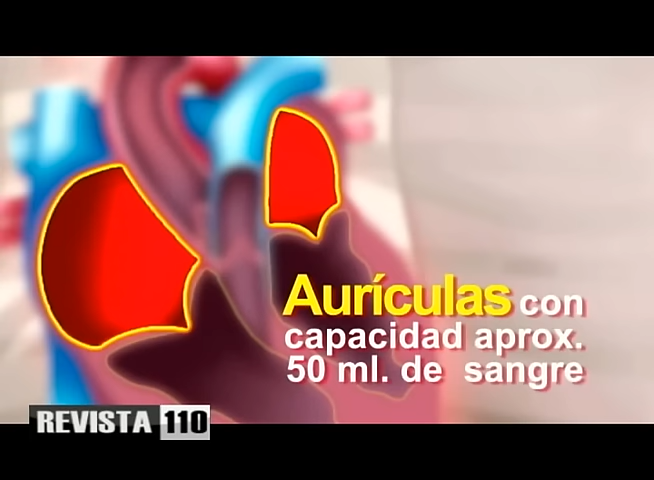 Aurículas con
capacidad aprox.
50 ml. de sangre
REVISTA 110